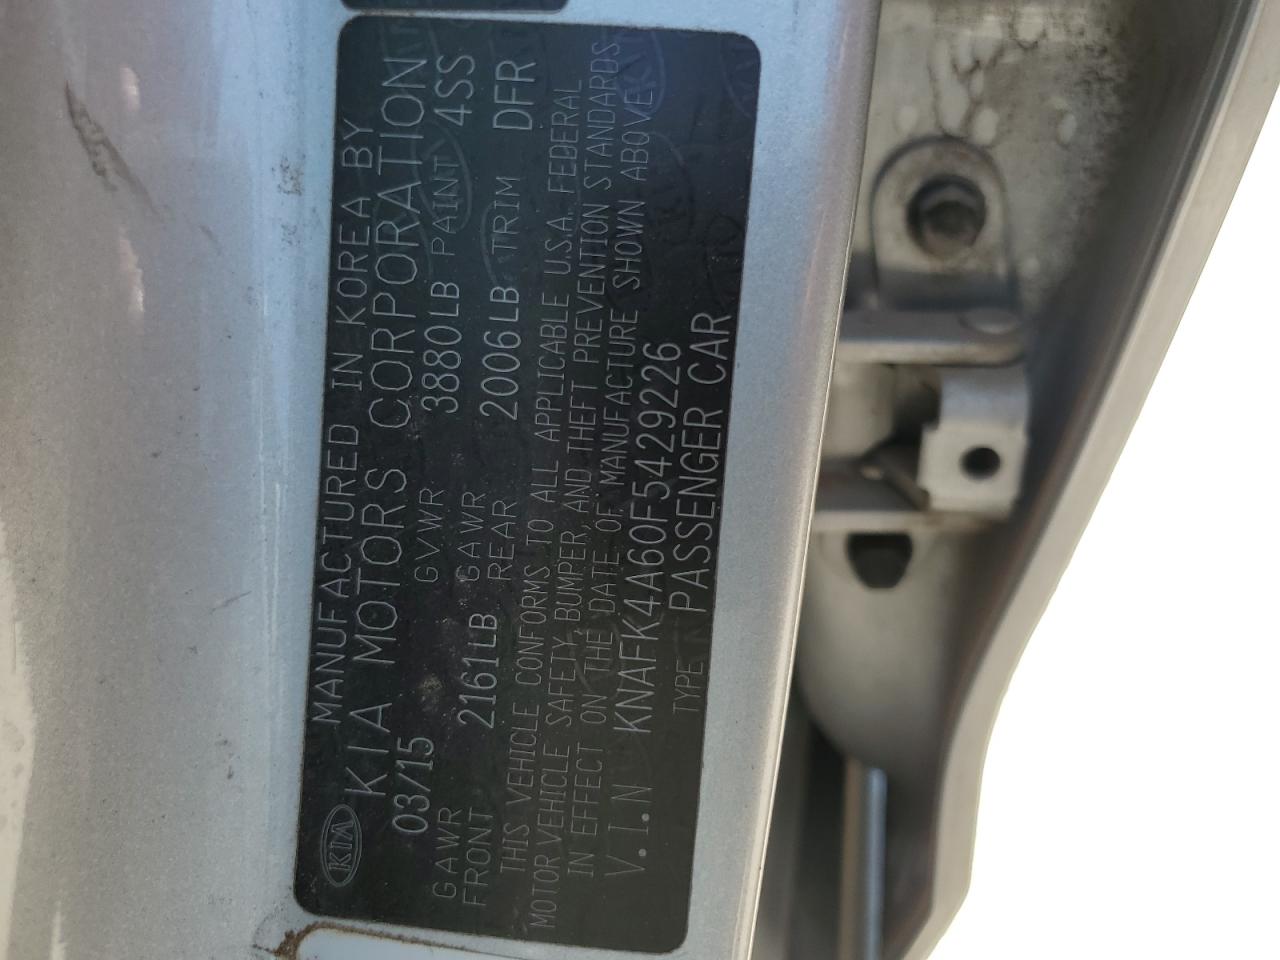 KIA
MANUFACTURED IN KOREA BY
KIA MOTORS CORPORATION
03/15 GVWR 3880LB PAINT 4SS
GAWR FRONT 2161LB GAWR REAR 2006LB TRIM DFR
THIS VEHICLE CONFORMS TO ALL APPLICABLE U.S.A. FEDERAL
MOTOR VEHICLE SAFETY, BUMPER, AND THEFT PREVENTION STANDARDS
IN EFFECT ON THE DATE OF MANUFACTURE SHOWN ABOVE.
V.I.N KNAFK4A60F5429226
TYPE PASSENGER CAR